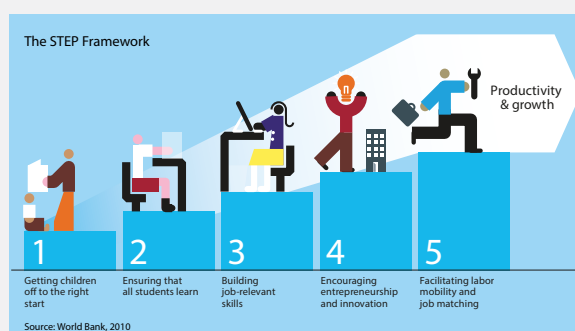 The STEP Framework
Productivity
& growth
1
2
3
4
5
Getting children
off to the right
start
Ensuring that
all students learn
Building
job-relevant
skills
Encouraging
entrepreneurship
and innovation
Facilitating labor
mobility and
job matching
Source: World Bank, 2010